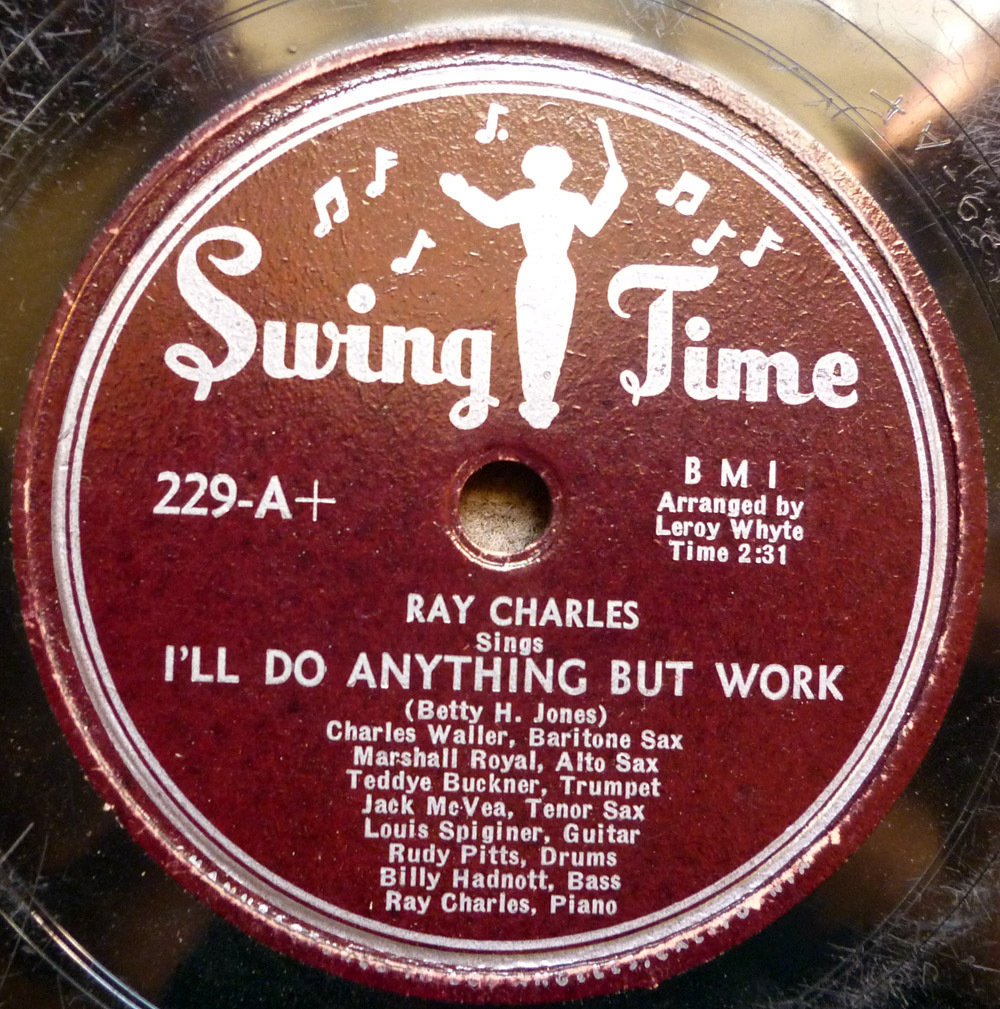 Swing Time
229-A+
B M I
Arranged by
Leroy Whyte
Time 2:31
RAY CHARLES
Sings
I'LL DO ANYTHING BUT WORK
(Betty H. Jones)
Charles Waller, Baritone Sax
Marshall Royal, Alto Sax
Teddye Buckner, Trumpet
Jack McVea, Tenor Sax
Louis Spiginer, Guitar
Rudy Pitts, Drums
Billy Hadnott, Bass
Ray Charles, Piano